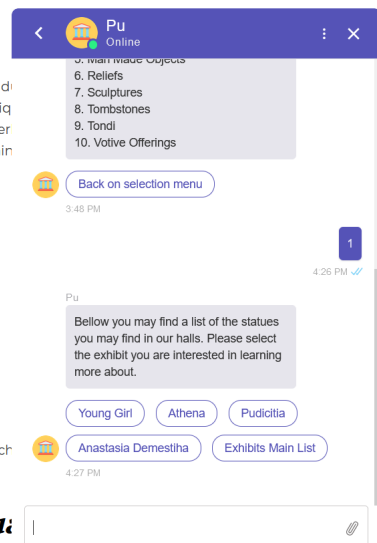 Pu
Online
5. Man Made Objects
6. Reliefs
7. Sculptures
8. Tombstones
9. Tondi
10. Votive Offerings
Back on selection menu
3:48 PM
1
4:26 PM
Pu
Bellow you may find a list of the statues
you may find in our halls. Please select
the exhibit you are interested in learning
more about.
Young Girl Athena Pudicitia
Anastasia Demestiha Exhibits Main List
4:27 PM